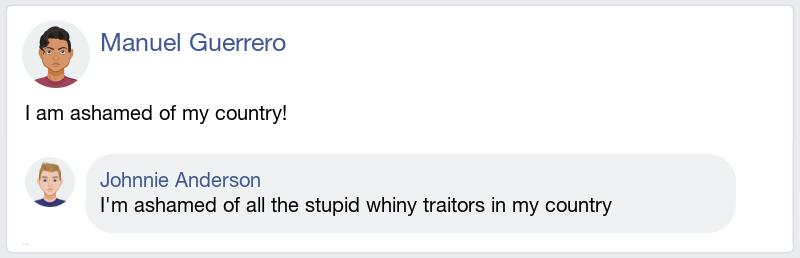 Manuel Guerrero
I am ashamed of my country!
Johnnie Anderson
I'm ashamed of all the stupid whiny traitors in my country